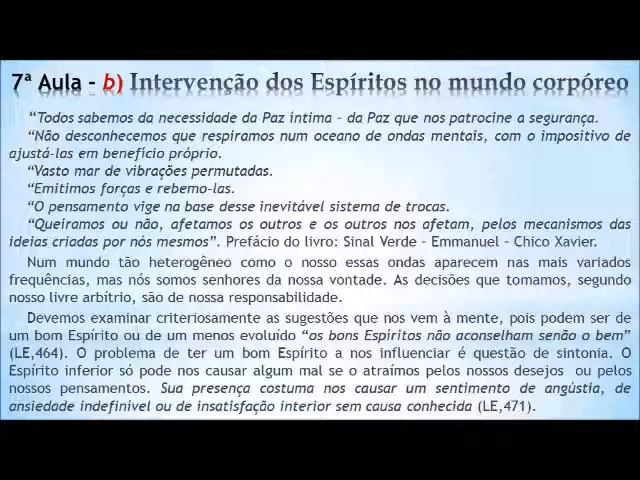 7ª Aula - b) Intervenção dos Espíritos no mundo corpóreo
“Todos sabemos da necessidade da Paz íntima – da Paz que nos patrocine a segurança.
“Não desconhecemos que respiramos num oceano de ondas mentais, com o impositivo de
ajustá-las em benefício próprio.
“Vasto mar de vibrações permutadas.
“Emitimos forças e rebemo-las.
“O pensamento vige na base desse inevitável sistema de trocas.
“Queiramos ou não, afetamos os outros e os outros nos afetam, pelos mecanismos das
ideias criadas por nós mesmos”. Prefácio do livro: Sinal Verde – Emmanuel – Chico Xavier.
Num mundo tão heterogêneo como o nosso essas ondas aparecem nas mais variados
frequências, mas nós somos senhores da nossa vontade. As decisões que tomamos, segundo
nosso livre arbítrio, são de nossa responsabilidade.
Devemos examinar criteriosamente as sugestões que nos vem à mente, pois podem ser de
um bom Espírito ou de um menos evoluído “os bons Espíritos não aconselham senão o bem”
(LE,464). O problema de ter um bom Espírito a nos influenciar é questão de sintonia. O
Espírito inferior só pode nos causar algum mal se o atraímos pelos nossos desejos ou pelos
nossos pensamentos. Sua presença costuma nos causar um sentimento de angústia, de
ansiedade indefinível ou de insatisfação interior sem causa conhecida (LE,471).